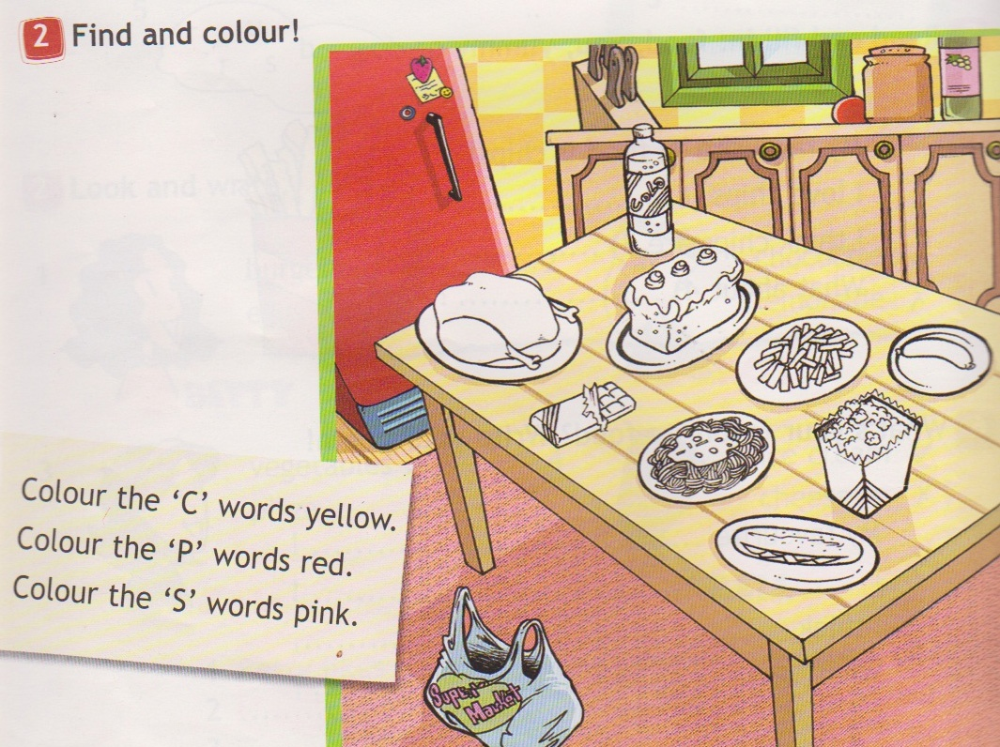 2 Find and colour!
Cola
Colour the ‘C’ words yellow.
Colour the ‘P’ words red.
Colour the ‘S’ words pink.
Super
Market